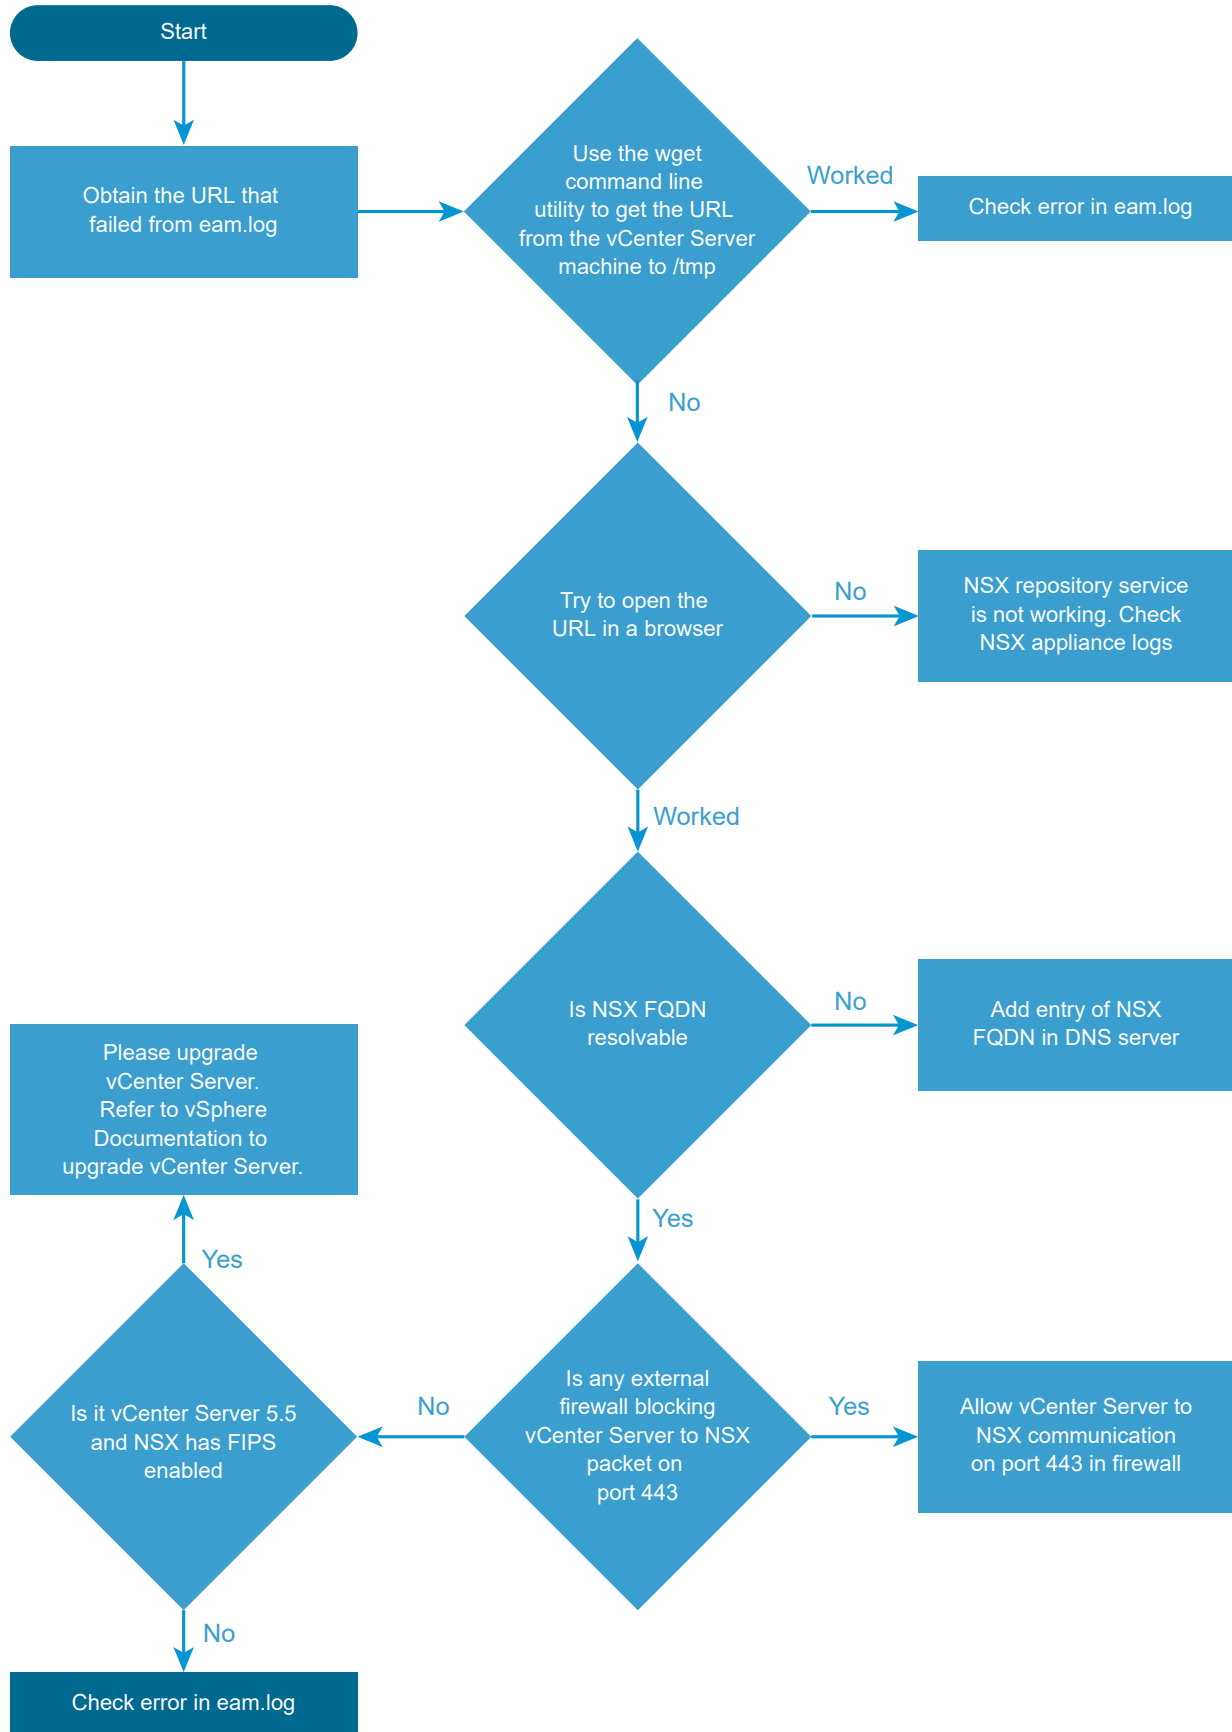 Start
Obtain the URL that
failed from eam.log
Use the wget
command line
utility to get the URL
from the vCenter Server
machine to /tmp
Worked
Check error in eam.log
No
Try to open the
URL in a browser
No
NSX repository service
is not working. Check
NSX appliance logs
Worked
Is NSX FQDN
resolvable
No
Add entry of NSX
FQDN in DNS server
Yes
Is any external
firewall blocking
vCenter Server to NSX
packet on
port 443
Yes
Allow vCenter Server to
NSX communication
on port 443 in firewall
No
Is it vCenter Server 5.5
and NSX has FIPS
enabled
Yes
Please upgrade
vCenter Server.
Refer to vSphere
Documentation to
upgrade vCenter Server.
No
Check error in eam.log